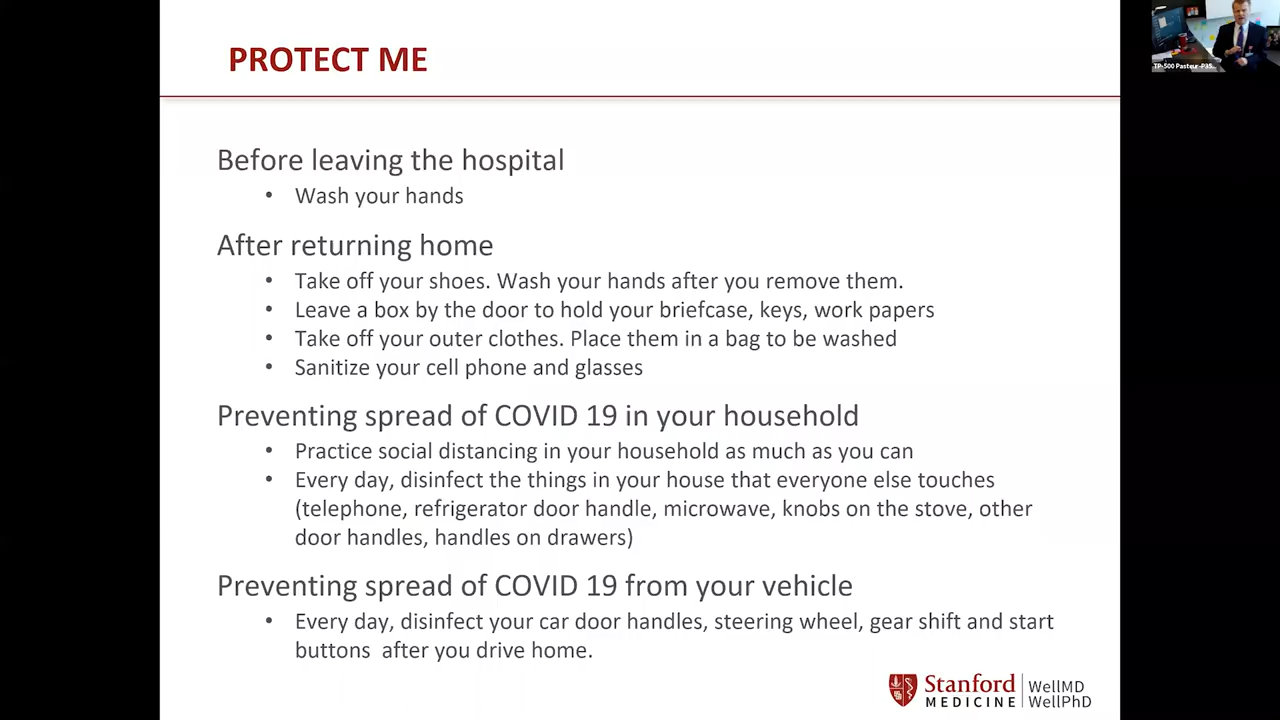 PROTECT ME
TP-500 Pasteur-P35...
Before leaving the hospital
• Wash your hands
After returning home
• Take off your shoes. Wash your hands after you remove them.
• Leave a box by the door to hold your briefcase, keys, work papers
• Take off your outer clothes. Place them in a bag to be washed
• Sanitize your cell phone and glasses
Preventing spread of COVID 19 in your household
• Practice social distancing in your household as much as you can
• Every day, disinfect the things in your house that everyone else touches
(telephone, refrigerator door handle, microwave, knobs on the stove, other
door handles, handles on drawers)
Preventing spread of COVID 19 from your vehicle
• Every day, disinfect your car door handles, steering wheel, gear shift and start
buttons after you drive home.
Stanford
MEDICINE
WellMD
WellPhD